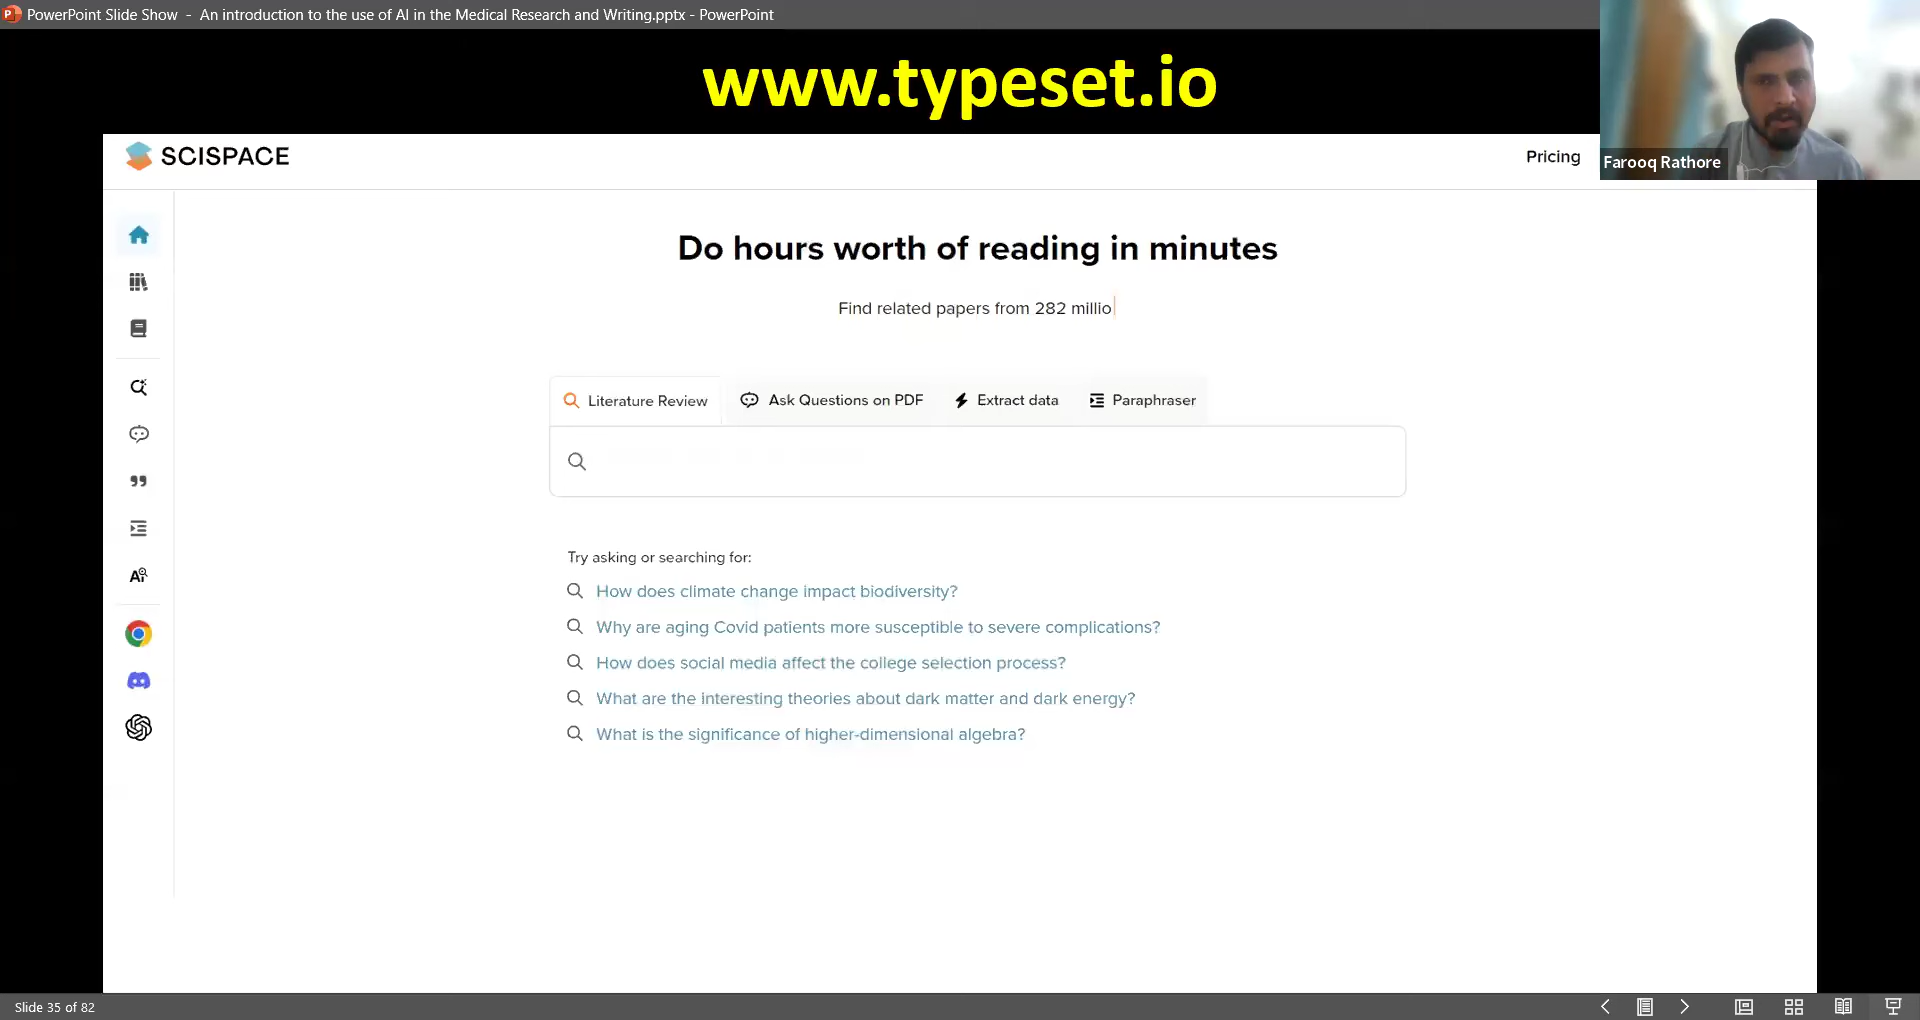 PowerPoint Slide Show - An introduction to the use of AI in the Medical Research and Writing.pptx - PowerPoint
www.typeset.io
SCISPACE
Pricing
Farooq Rathore
Do hours worth of reading in minutes
Find related papers from 282 millio
Literature Review
Ask Questions on PDF
Extract data
Paraphraser
Try asking or searching for:
How does climate change impact biodiversity?
Why are aging Covid patients more susceptible to severe complications?
How does social media affect the college selection process?
What are the interesting theories about dark matter and dark energy?
What is the significance of higher-dimensional algebra?
AI
Slide 35 of 82